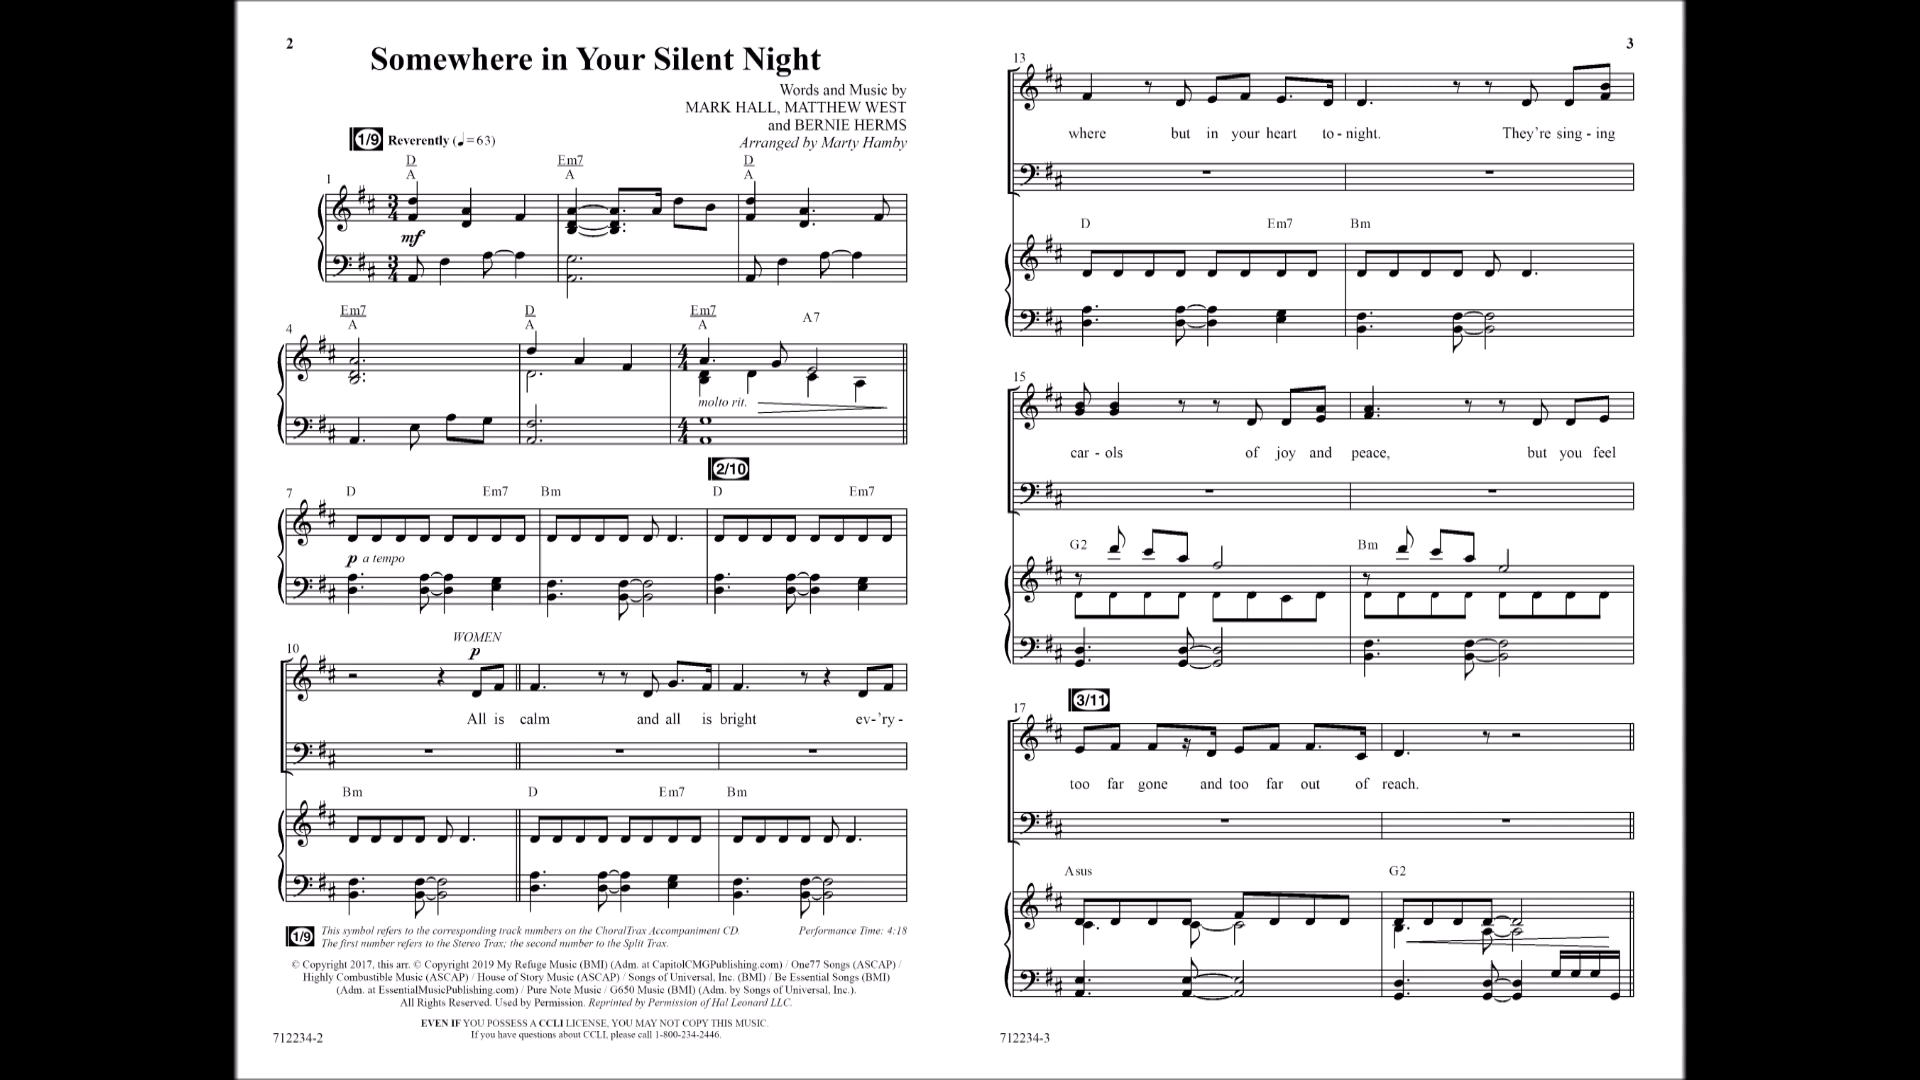 2
Somewhere in Your Silent Night
Words and Music by
MARK HALL, MATTHEW WEST
and BERNIE HERMS
Arranged by Marty Hamby
1/9 Reverently (♩=63)
D Em7 D
A A A
1
mf
Em7 D Em7 A7
A A A
4
molto rit.
2/10
7 D Em7 Bm D Em7
p a tempo
WOMEN
10 p
All is calm and all is bright ev-'ry -
Bm D Em7 Bm
1/9 This symbol refers to the corresponding track numbers on the ChoralTrax Accompaniment CD. Performance Time: 4:18
The first number refers to the Stereo Trax; the second number to the Split Trax.
© Copyright 2017, this arr. © Copyright 2019 My Refuge Music (BMI) (Adm. at CapitolCMGPublishing.com) / One77 Songs (ASCAP) /
Highly Combustible Music (ASCAP) / House of Story Music (ASCAP) / Songs of Universal, Inc. (BMI) / Be Essential Songs (BMI)
(Adm. at EssentialMusicPublishing.com) / Pure Note Music / G650 Music (BMI) (Adm. by Songs of Universal, Inc.).
All Rights Reserved. Used by Permission. Reprinted by Permission of Hal Leonard LLC.
EVEN IF YOU POSSESS A CCLI LICENSE, YOU MAY NOT COPY THIS MUSIC.
If you have questions about CCLI, please call 1-800-234-2446.
712234-2
3
13
where but in your heart to - night. They're sing - ing
D Em7 Bm
15
car - ols of joy and peace, but you feel
G2 Bm
3/11
17
too far gone and too far out of reach.
Asus G2
712234-3